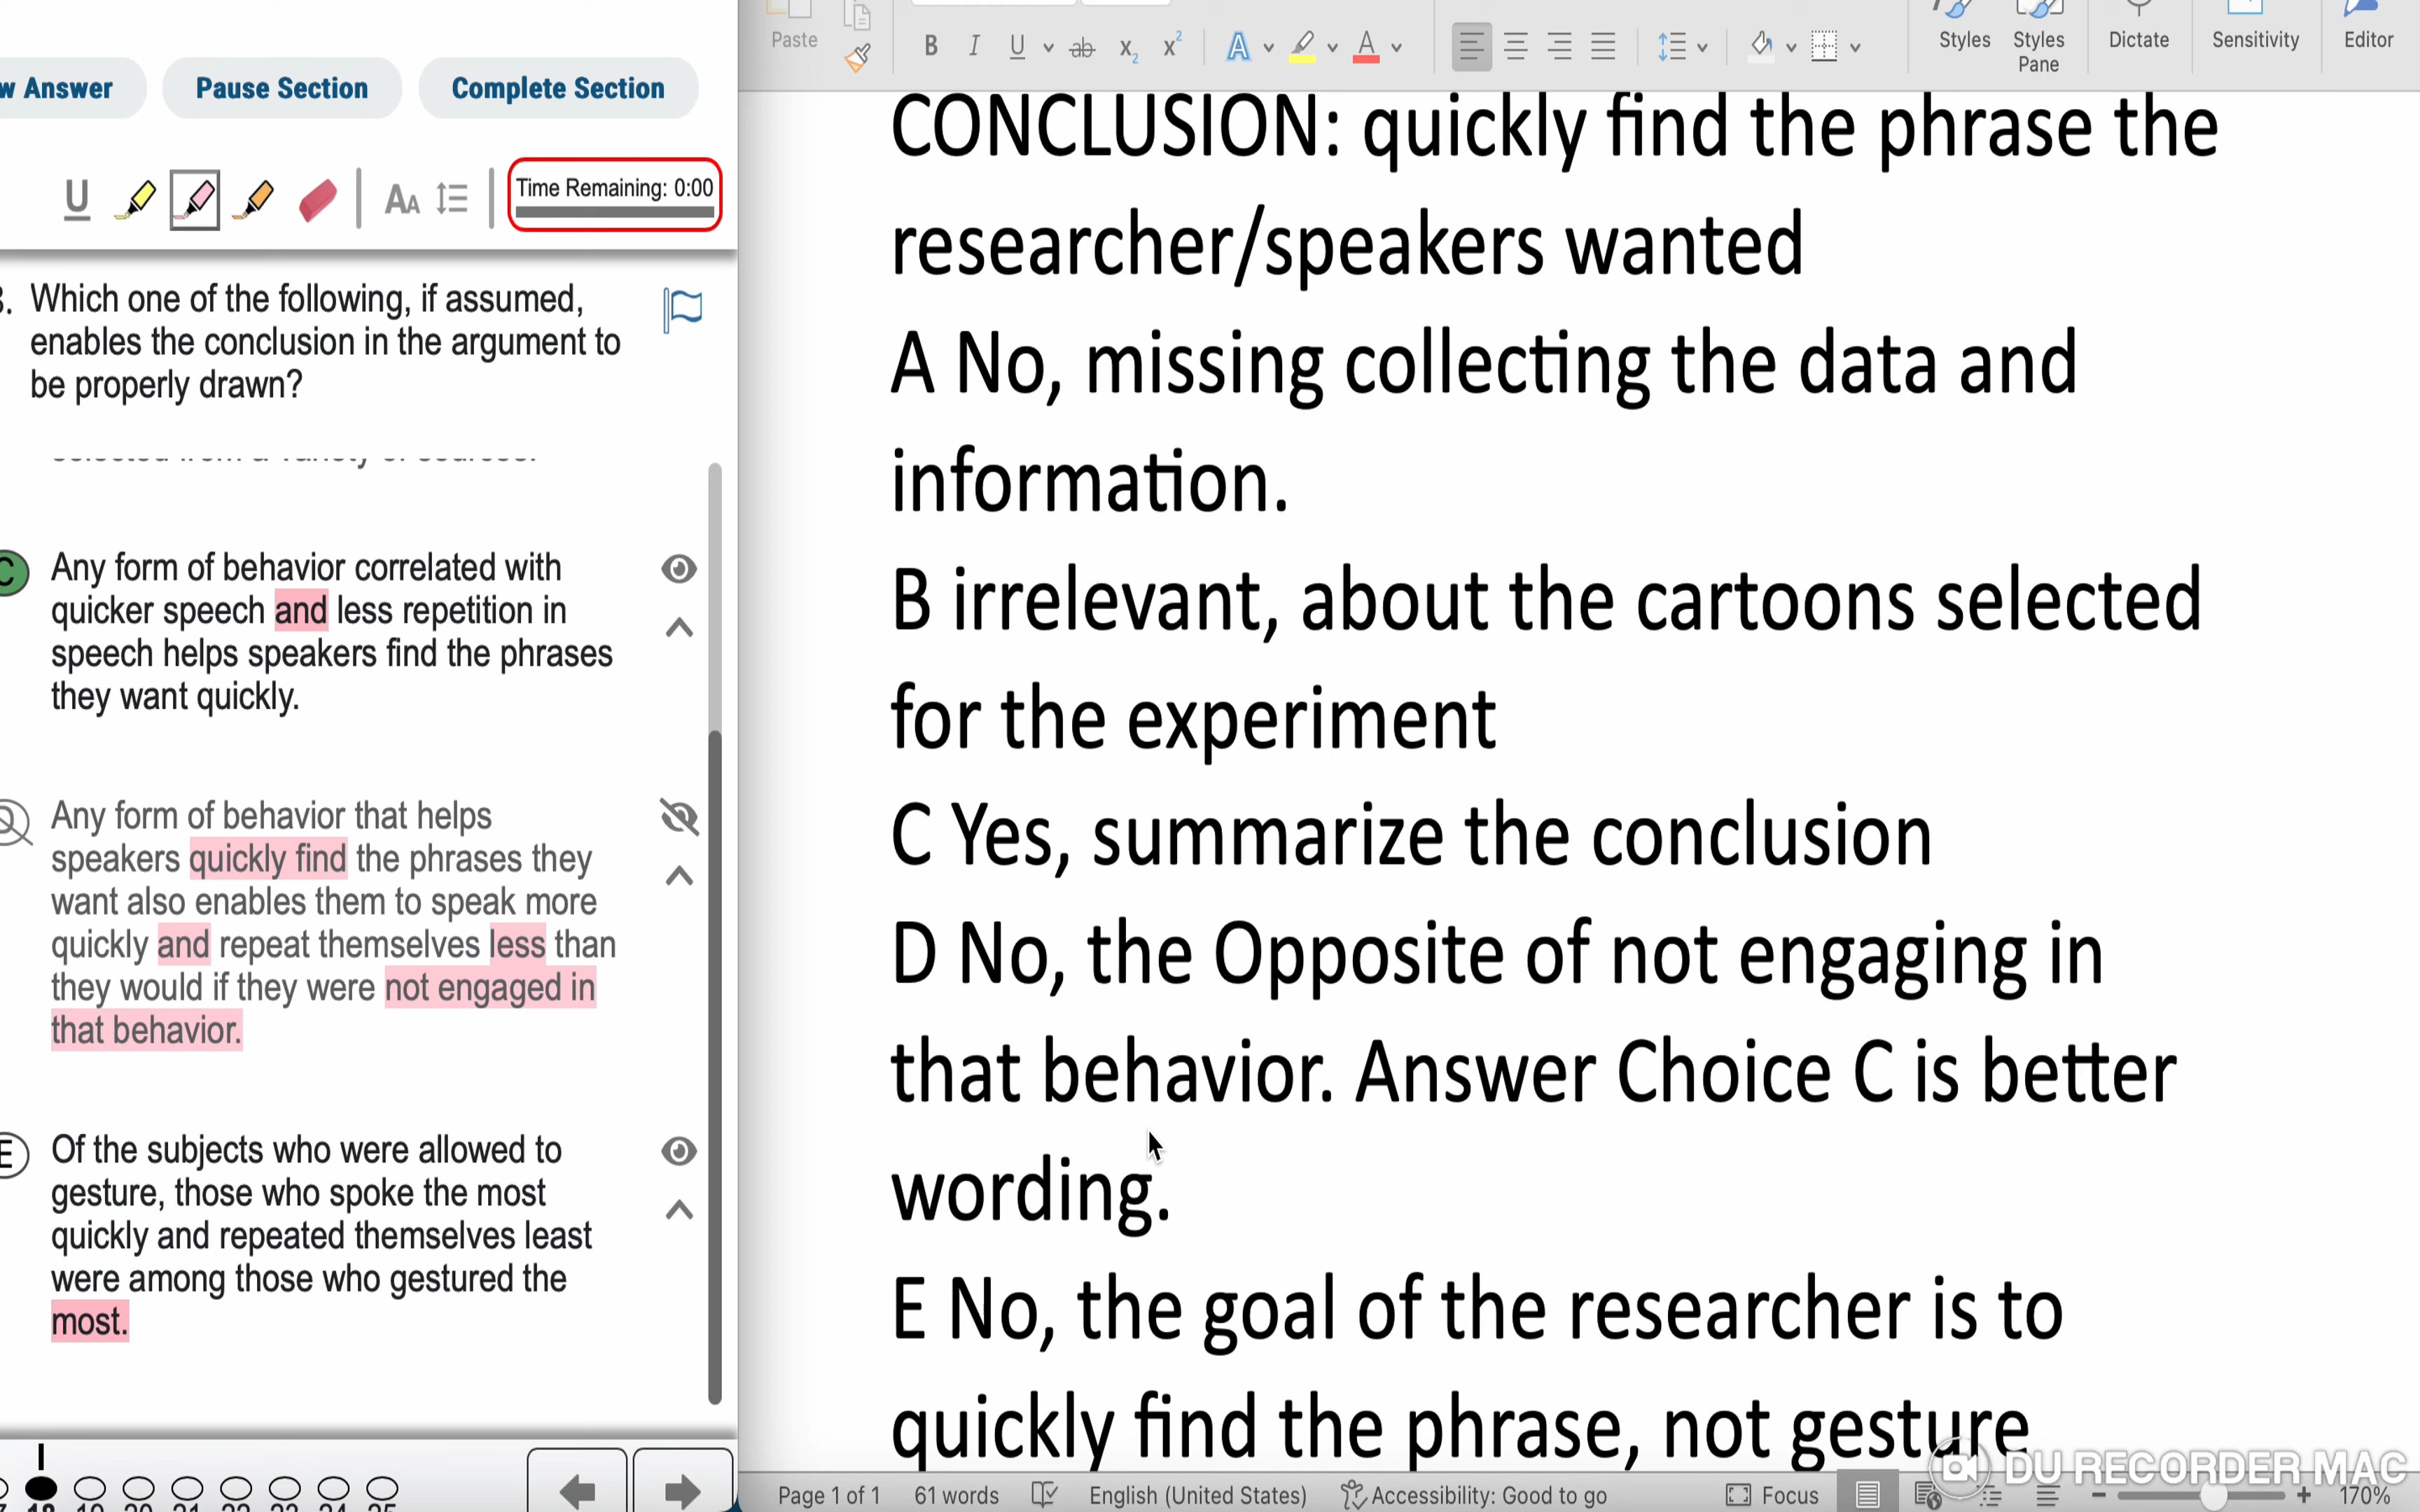 w Answer
Pause Section
Complete Section
Time Remaining: 0:00
Which one of the following, if assumed,
enables the conclusion in the argument to
be properly drawn?
C
Any form of behavior correlated with
quicker speech and less repetition in
speech helps speakers find the phrases
they want quickly.
Any form of behavior that helps
speakers quickly find the phrases they
want also enables them to speak more
quickly and repeat themselves less than
they would if they were not engaged in
that behavior.
E
Of the subjects who were allowed to
gesture, those who spoke the most
quickly and repeated themselves least
were among those who gestured the
most.
Paste
Styles
Styles
Pane
Dictate
Sensitivity
Editor
CONCLUSION: quickly find the phrase the
researcher/speakers wanted
A No, missing collecting the data and
information.
B irrelevant, about the cartoons selected
for the experiment
C Yes, summarize the conclusion
D No, the Opposite of not engaging in
that behavior. Answer Choice C is better
wording.
E No, the goal of the researcher is to
quickly find the phrase, not gesture
Page 1 of 1
61 words
English (United States)
Accessibility: Good to go
Focus
170%
DU RECORDER MAC